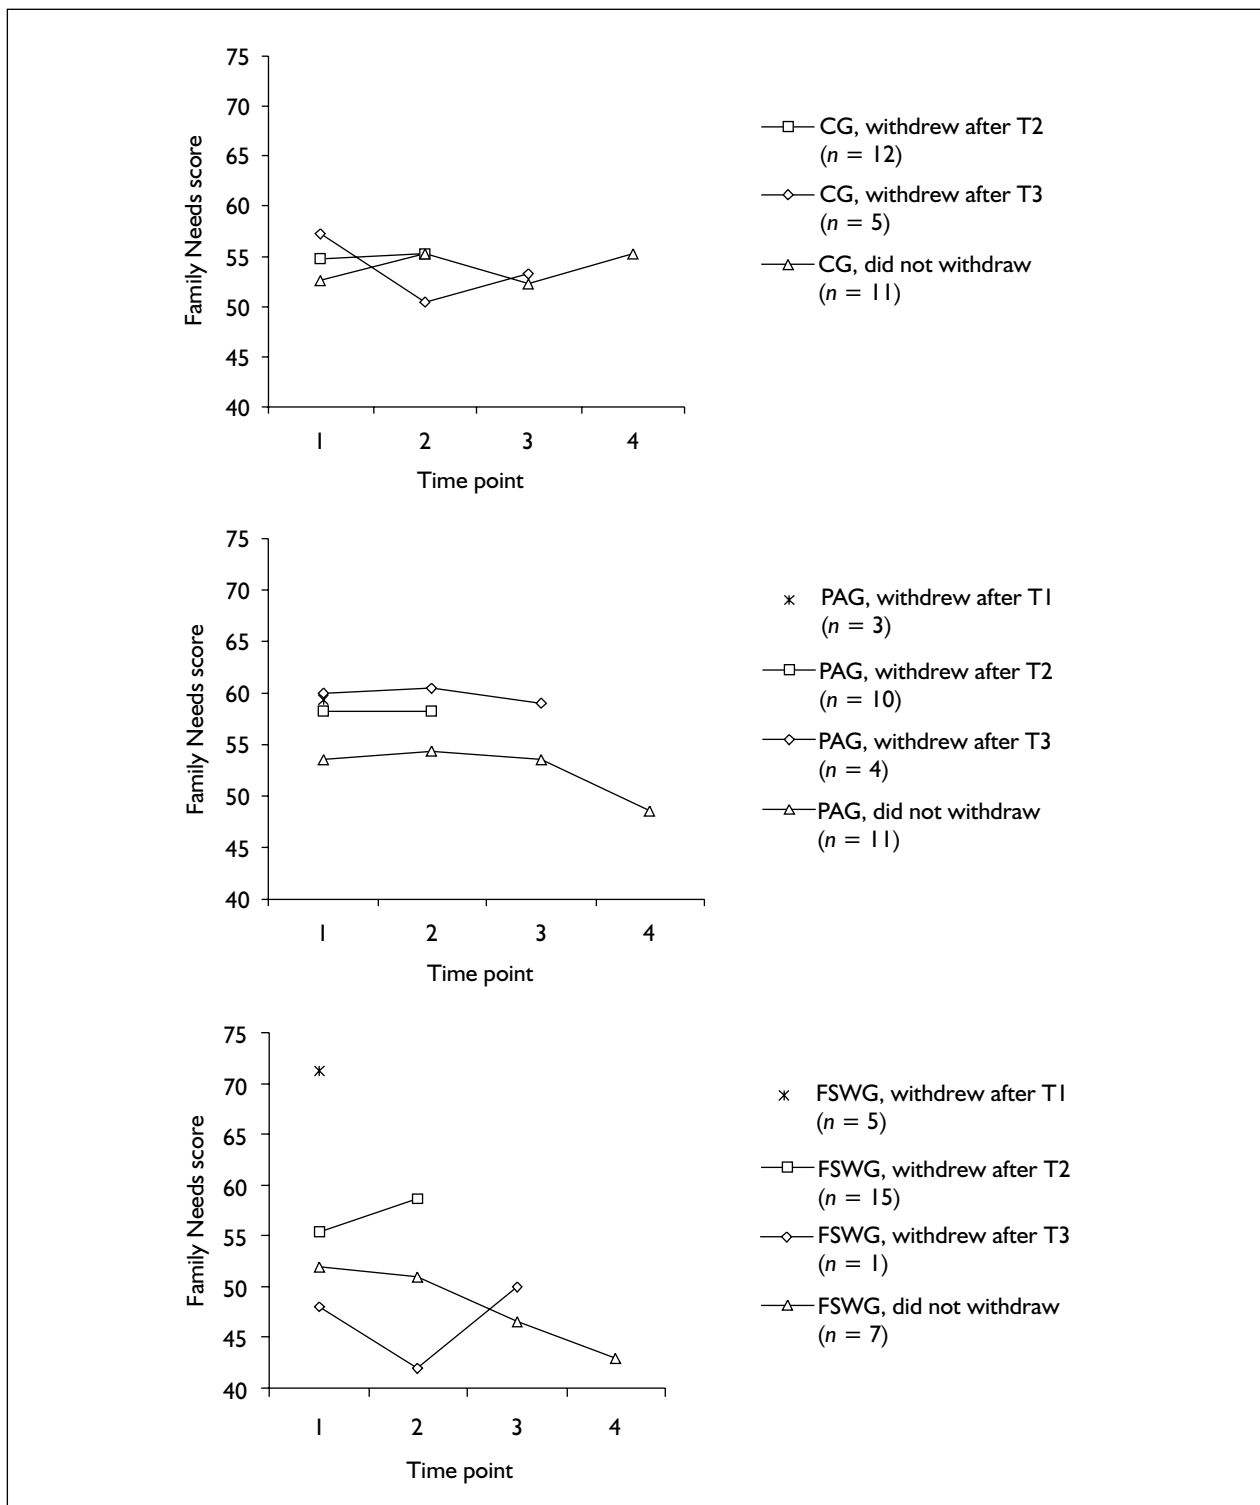 75
70
65
60
55
50
45
40
Family Needs score
1 2 3 4
Time point
CG, withdrew after T2
(n = 12)
CG, withdrew after T3
(n = 5)
CG, did not withdraw
(n = 11)
75
70
65
60
55
50
45
40
Family Needs score
1 2 3 4
Time point
PAG, withdrew after T1
(n = 3)
PAG, withdrew after T2
(n = 10)
PAG, withdrew after T3
(n = 4)
PAG, did not withdraw
(n = 11)
75
70
65
60
55
50
45
40
Family Needs score
1 2 3 4
Time point
FSWG, withdrew after T1
(n = 5)
FSWG, withdrew after T2
(n = 15)
FSWG, withdrew after T3
(n = 1)
FSWG, did not withdraw
(n = 7)